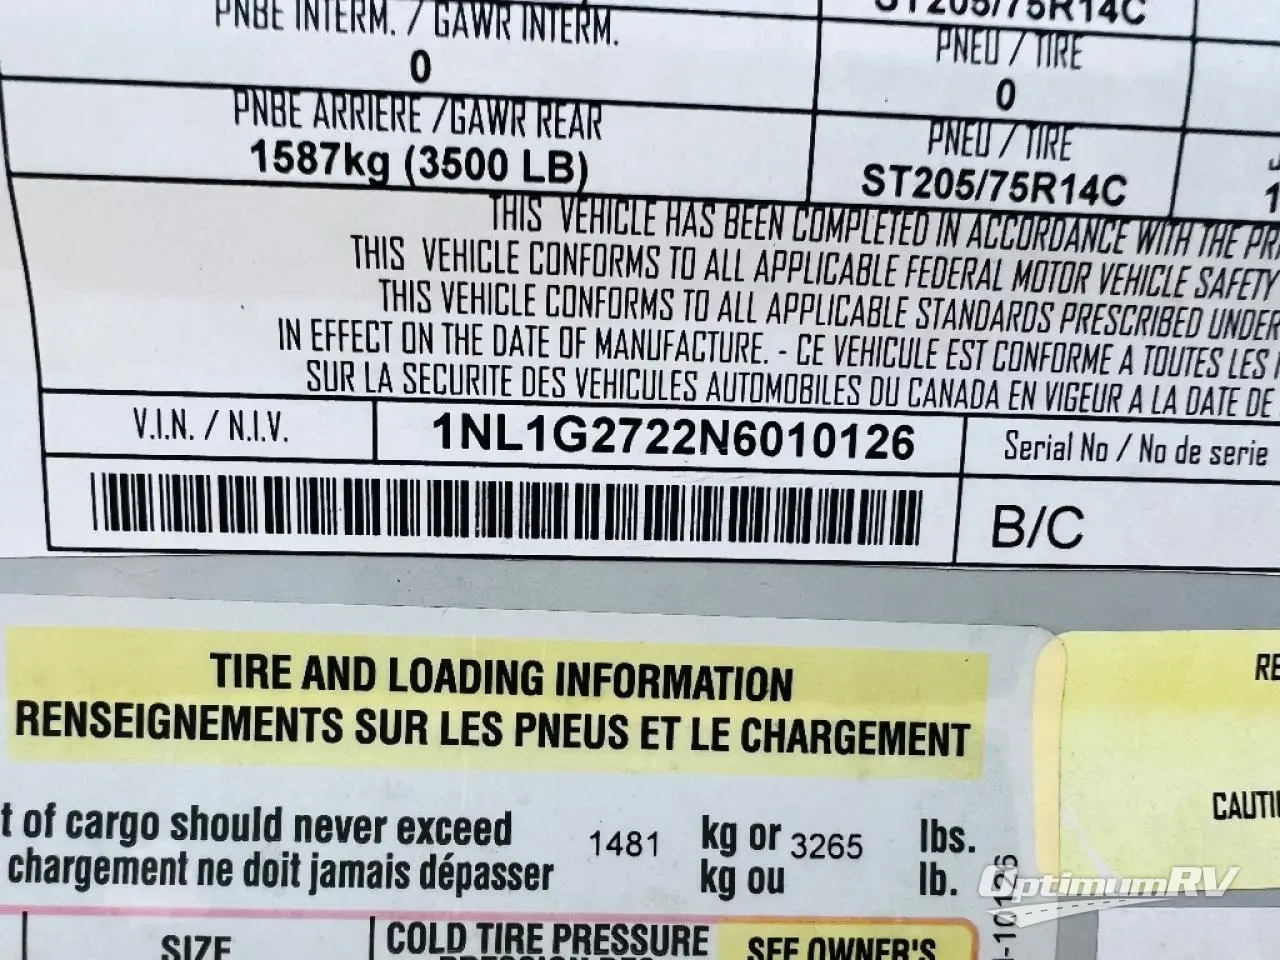 PNBE INTERM. / GAWR INTERM.
0
ST205/75R14C
PNEU / TIRE
0
PNBE ARRIERE /GAWR REAR
1587kg (3500 LB)
PNEU / TIRE
ST205/75R14C
THIS VEHICLE HAS BEEN COMPLETED IN ACCORDANCE WITH THE
THIS VEHICLE CONFORMS TO ALL APPLICABLE FEDERAL MOTOR VEHICLE SAFETY
THIS VEHICLE CONFORMS TO ALL APPLICABLE STANDARDS PRESCRIBED UNDER
IN EFFECT ON THE DATE OF MANUFACTURE. - CE VEHICULE EST CONFORME A TOUTES LES
SUR LA SECURITE DES VEHICULES AUTOMOBILES DU CANADA EN VIGEUR A LA DATE DE
V.I.N. / N.I.V.
1NL1G2722N6010126
Serial No / No de serie
B/C
TIRE AND LOADING INFORMATION
RENSEIGNEMENTS SUR LES PNEUS ET LE CHARGEMENT
t of cargo should never exceed 1481 kg or 3265 lbs.
chargement ne doit jamais dépasser kg ou lb.
-10126
SIZE
COLD TIRE PRESSURE
SEE OWNER'S
RE
CAUTI
OptimumRV